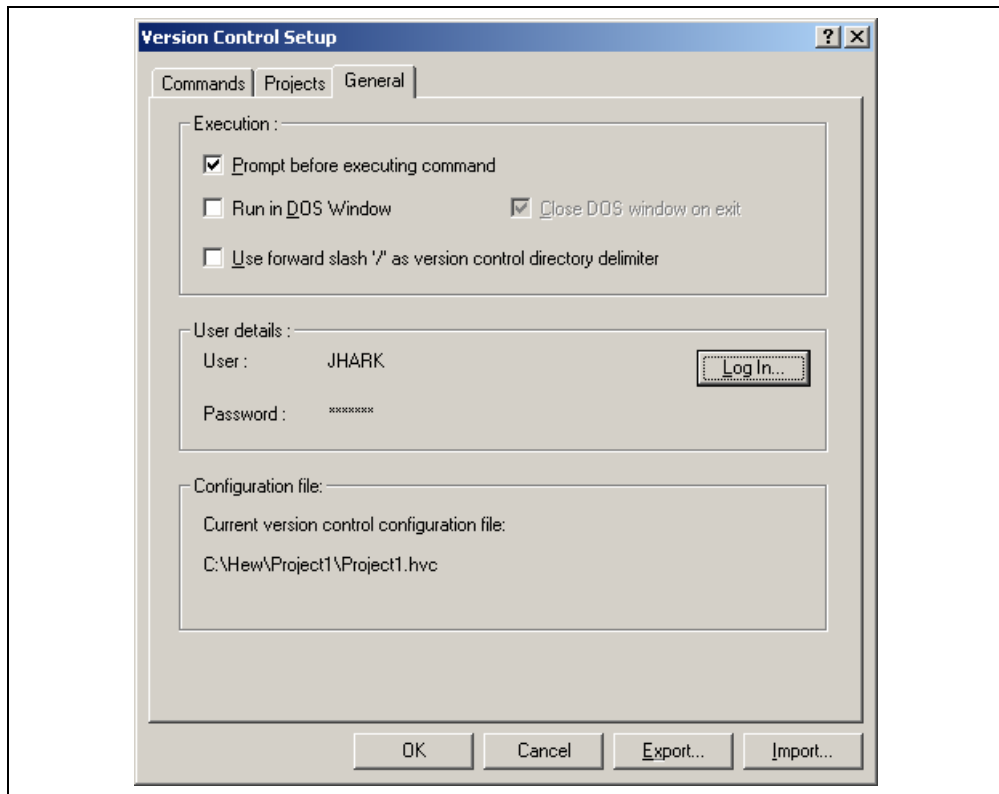 Version Control Setup
Commands Projects General
Execution :
Prompt before executing command
Run in DOS Window Close DOS window on exit
Use forward slash '/' as version control directory delimiter
User details :
User : JHARK Log In...
Password : *******
Configuration file:
Current version control configuration file:
C:\Hew\Project1\Project1.hvc
OK Cancel Export... Import...